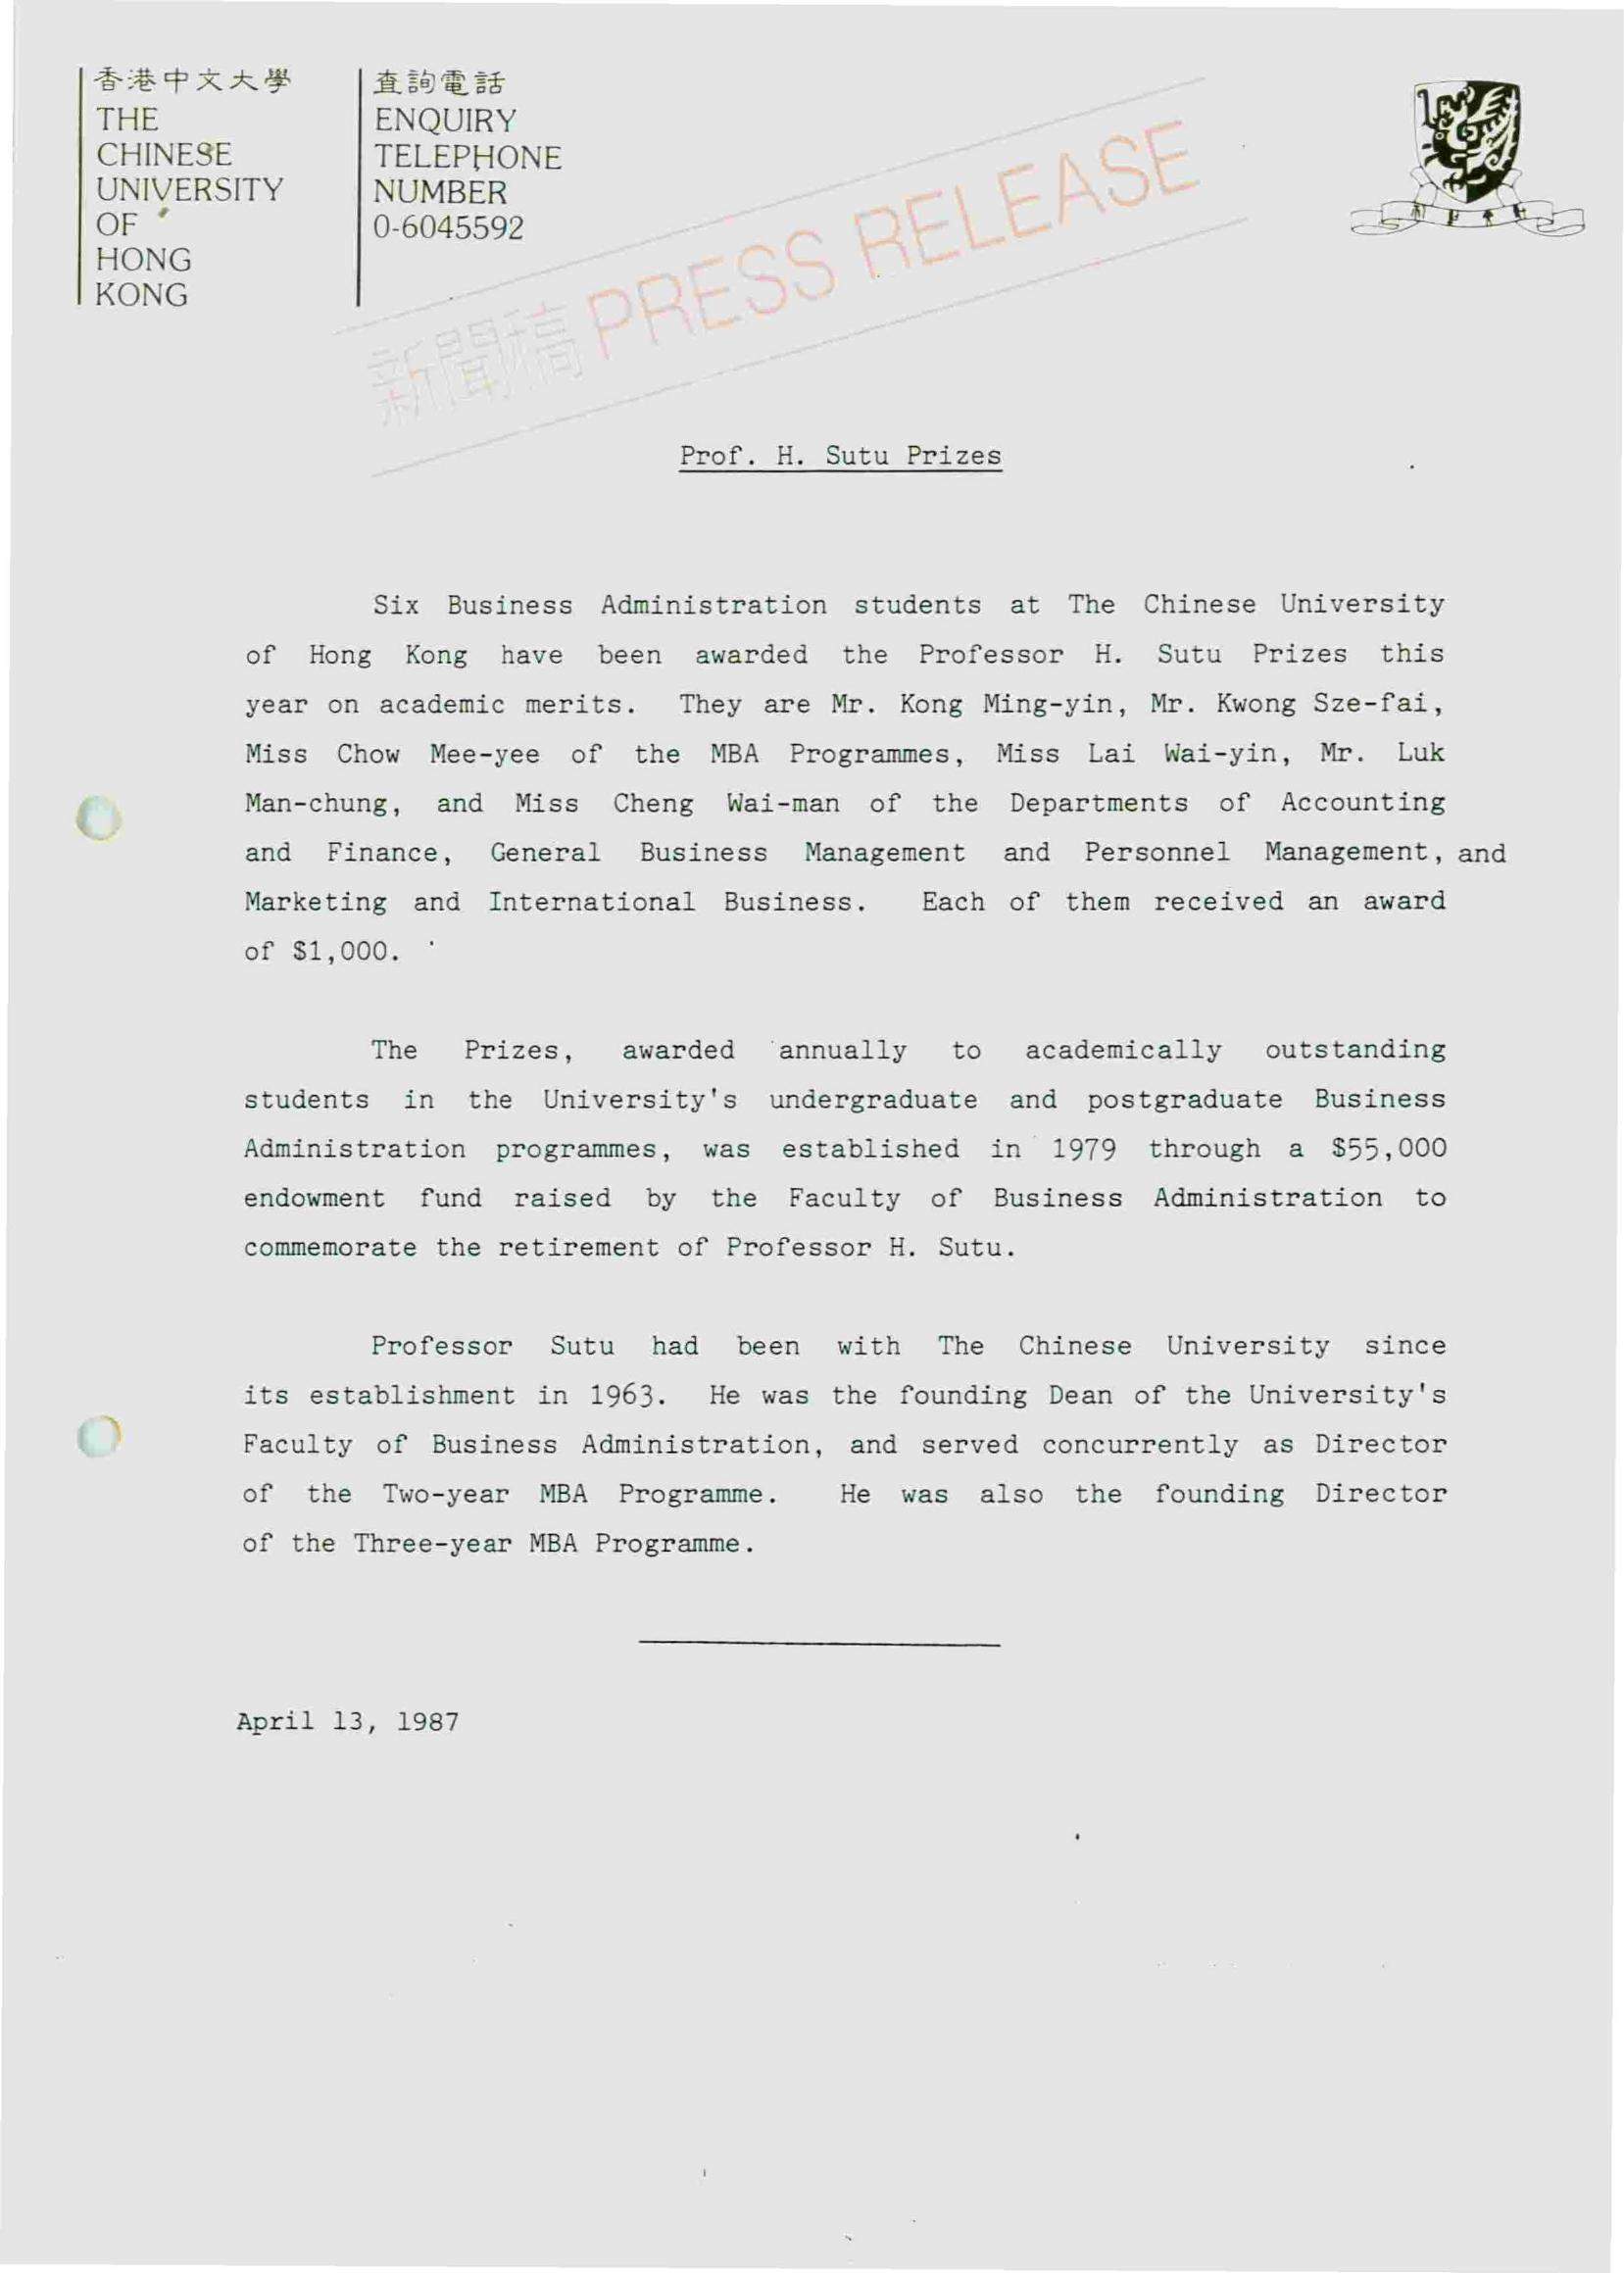 香港中文大學
THE
CHINESE
UNIVERSITY
OF
HONG
KONG
查詢電話
ENQUIRY
TELEPHONE
NUMBER
0-6045592
新聞稿 PRESS RELEASE
Prof. H. Sutu Prizes
Six Business Administration students at The Chinese University
of Hong Kong have been awarded the Professor H. Sutu Prizes this
year on academic merits. They are Mr. Kong Ming-yin, Mr. Kwong Sze-fai,
Miss Chow Mee-yee of the MBA Programmes, Miss Lai Wai-yin, Mr. Luk
Man-chung, and Miss Cheng Wai-man of the Departments of Accounting
and Finance, General Business Management and Personnel Management, and
Marketing and International Business. Each of them received an award
of $1,000.
The Prizes, awarded annually to academically outstanding
students in the University's undergraduate and postgraduate Business
Administration programmes, was established in 1979 through a $55,000
endowment fund raised by the Faculty of Business Administration to
commemorate the retirement of Professor H. Sutu.
Professor Sutu had been with The Chinese University since
its establishment in 1963. He was the founding Dean of the University's
Faculty of Business Administration, and served concurrently as Director
of the Two-year MBA Programme. He was also the founding Director
of the Three-year MBA Programme.
April 13, 1987